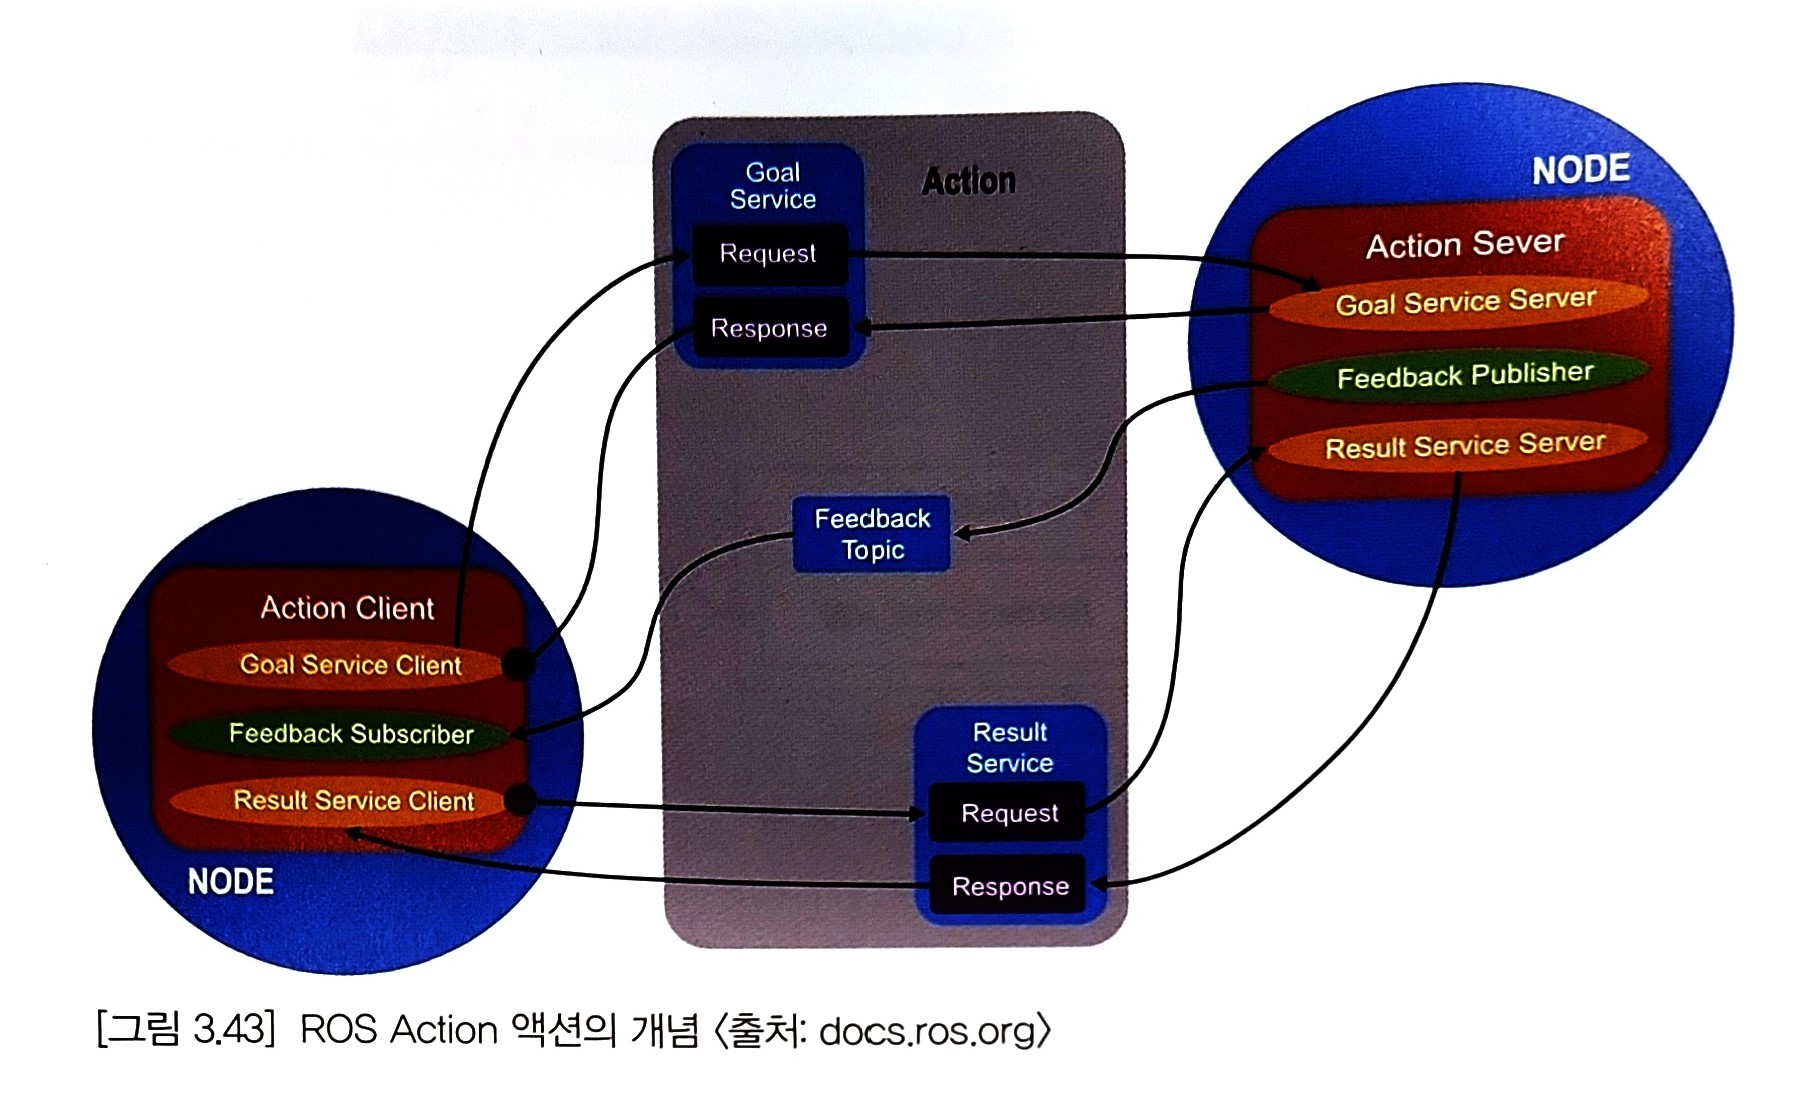 Goal
Service
Request
Response
Action
NODE
Action Sever
Goal Service Server
Feedback Publisher
Result Service Server
Feedback
Topic
Action Client
Goal Service Client
Feedback Subscriber
Result Service Client
NODE
Result
Service
Request
Response
[그림 3.43] ROS Action 액션의 개념 〈출처: docs.ros.org〉